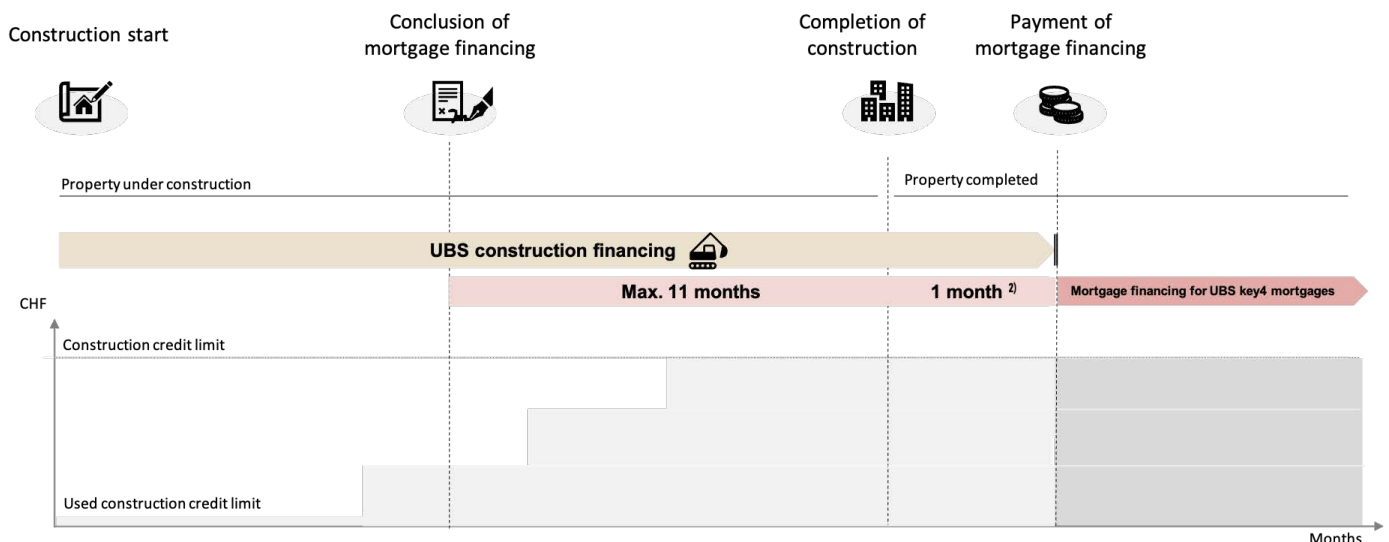 Construction start
Conclusion of
mortgage financing
Completion of
construction
Payment of
mortgage financing
Property under construction
Property completed
UBS construction financing
Max. 11 months
1 month 2)
Mortgage financing for UBS key4 mortgages
CHF
Construction credit limit
Used construction credit limit
Months